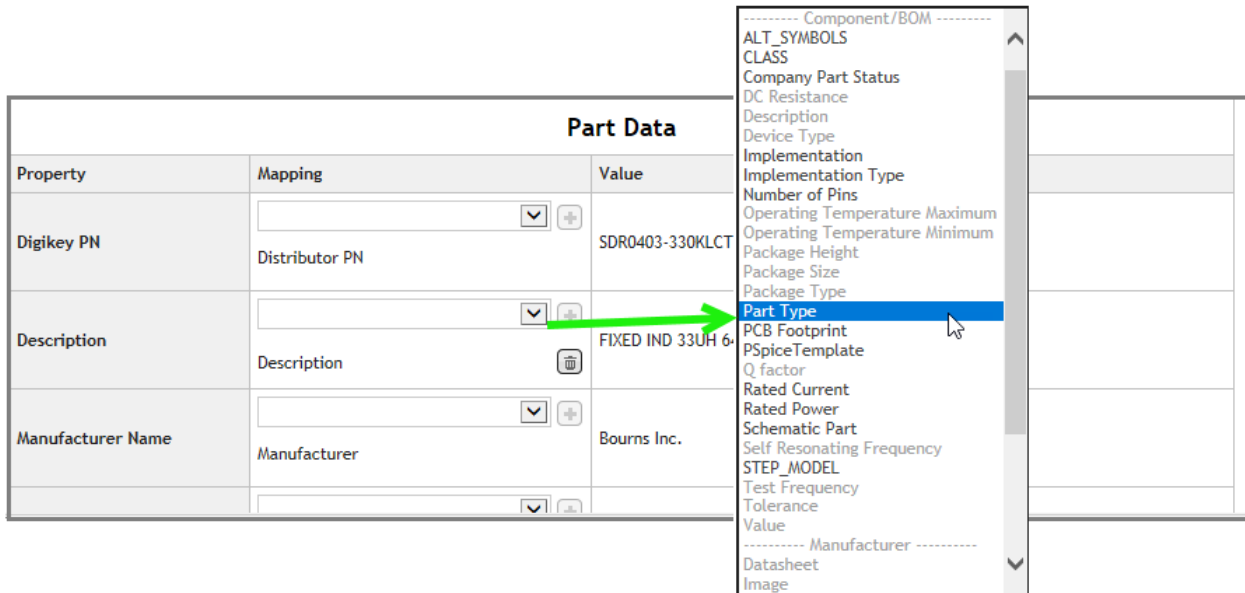 Part Data
Property Mapping Value
Digikey PN
Distributor PN
SDR0403-330KLCT
Description
Description
FIXED IND 33UH 6
Manufacturer Name
Manufacturer
Bourns Inc.
--------- Component/BOM ---------
ALT_SYMBOLS
CLASS
Company Part Status
DC Resistance
Description
Device Type
Implementation
Implementation Type
Number of Pins
Operating Temperature Maximum
Operating Temperature Minimum
Package Height
Package Size
Package Type
Part Type
PCB Footprint
PSpiceTemplate
Q factor
Rated Current
Rated Power
Schematic Part
Self Resonating Frequency
STEP_MODEL
Test Frequency
Tolerance
Value
---------- Manufacturer ----------
Datasheet
Image